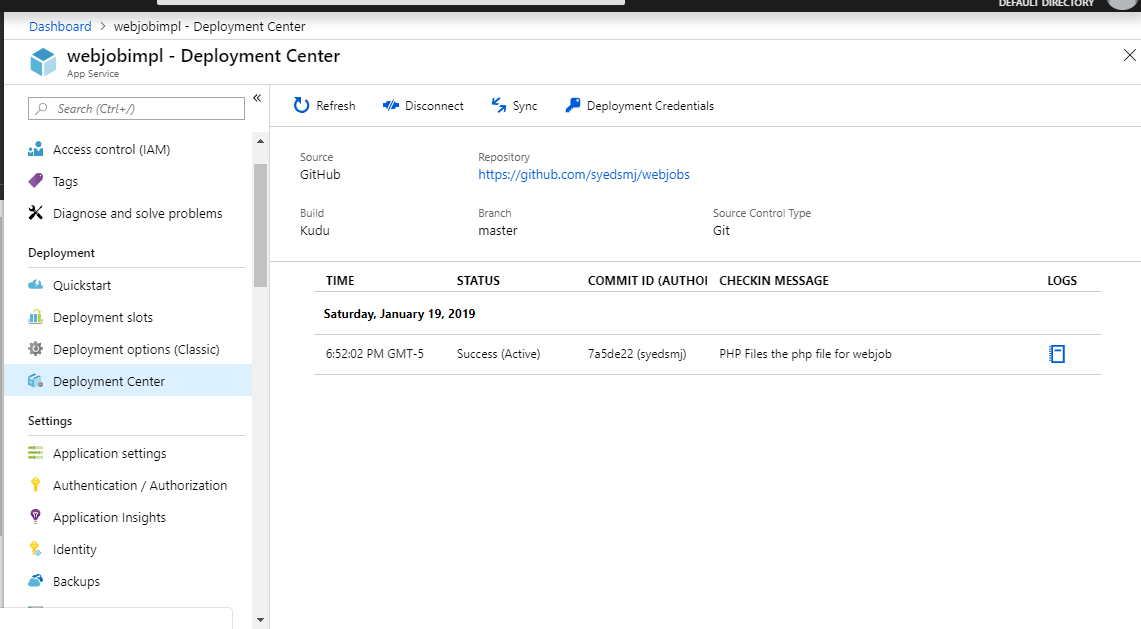 DEFAULT DIRECTORY
Dashboard > webjobimpl - Deployment Center
webjobimpl - Deployment Center
App Service
Search (Ctrl+/)
«
Access control (IAM)
Tags
Diagnose and solve problems
Deployment
Quickstart
Deployment slots
Deployment options (Classic)
Deployment Center
Settings
Application settings
Authentication / Authorization
Application Insights
Identity
Backups
Refresh Disconnect Sync Deployment Credentials
Source Repository
GitHub https://github.com/syedsmj/webjobs
Build Branch Source Control Type
Kudu master Git
TIME STATUS COMMIT ID (AUTHOI CHECKIN MESSAGE LOGS
Saturday, January 19, 2019
6:52:02 PM GMT-5 Success (Active) 7a5de22 (syedsmj) PHP Files the php file for webjob